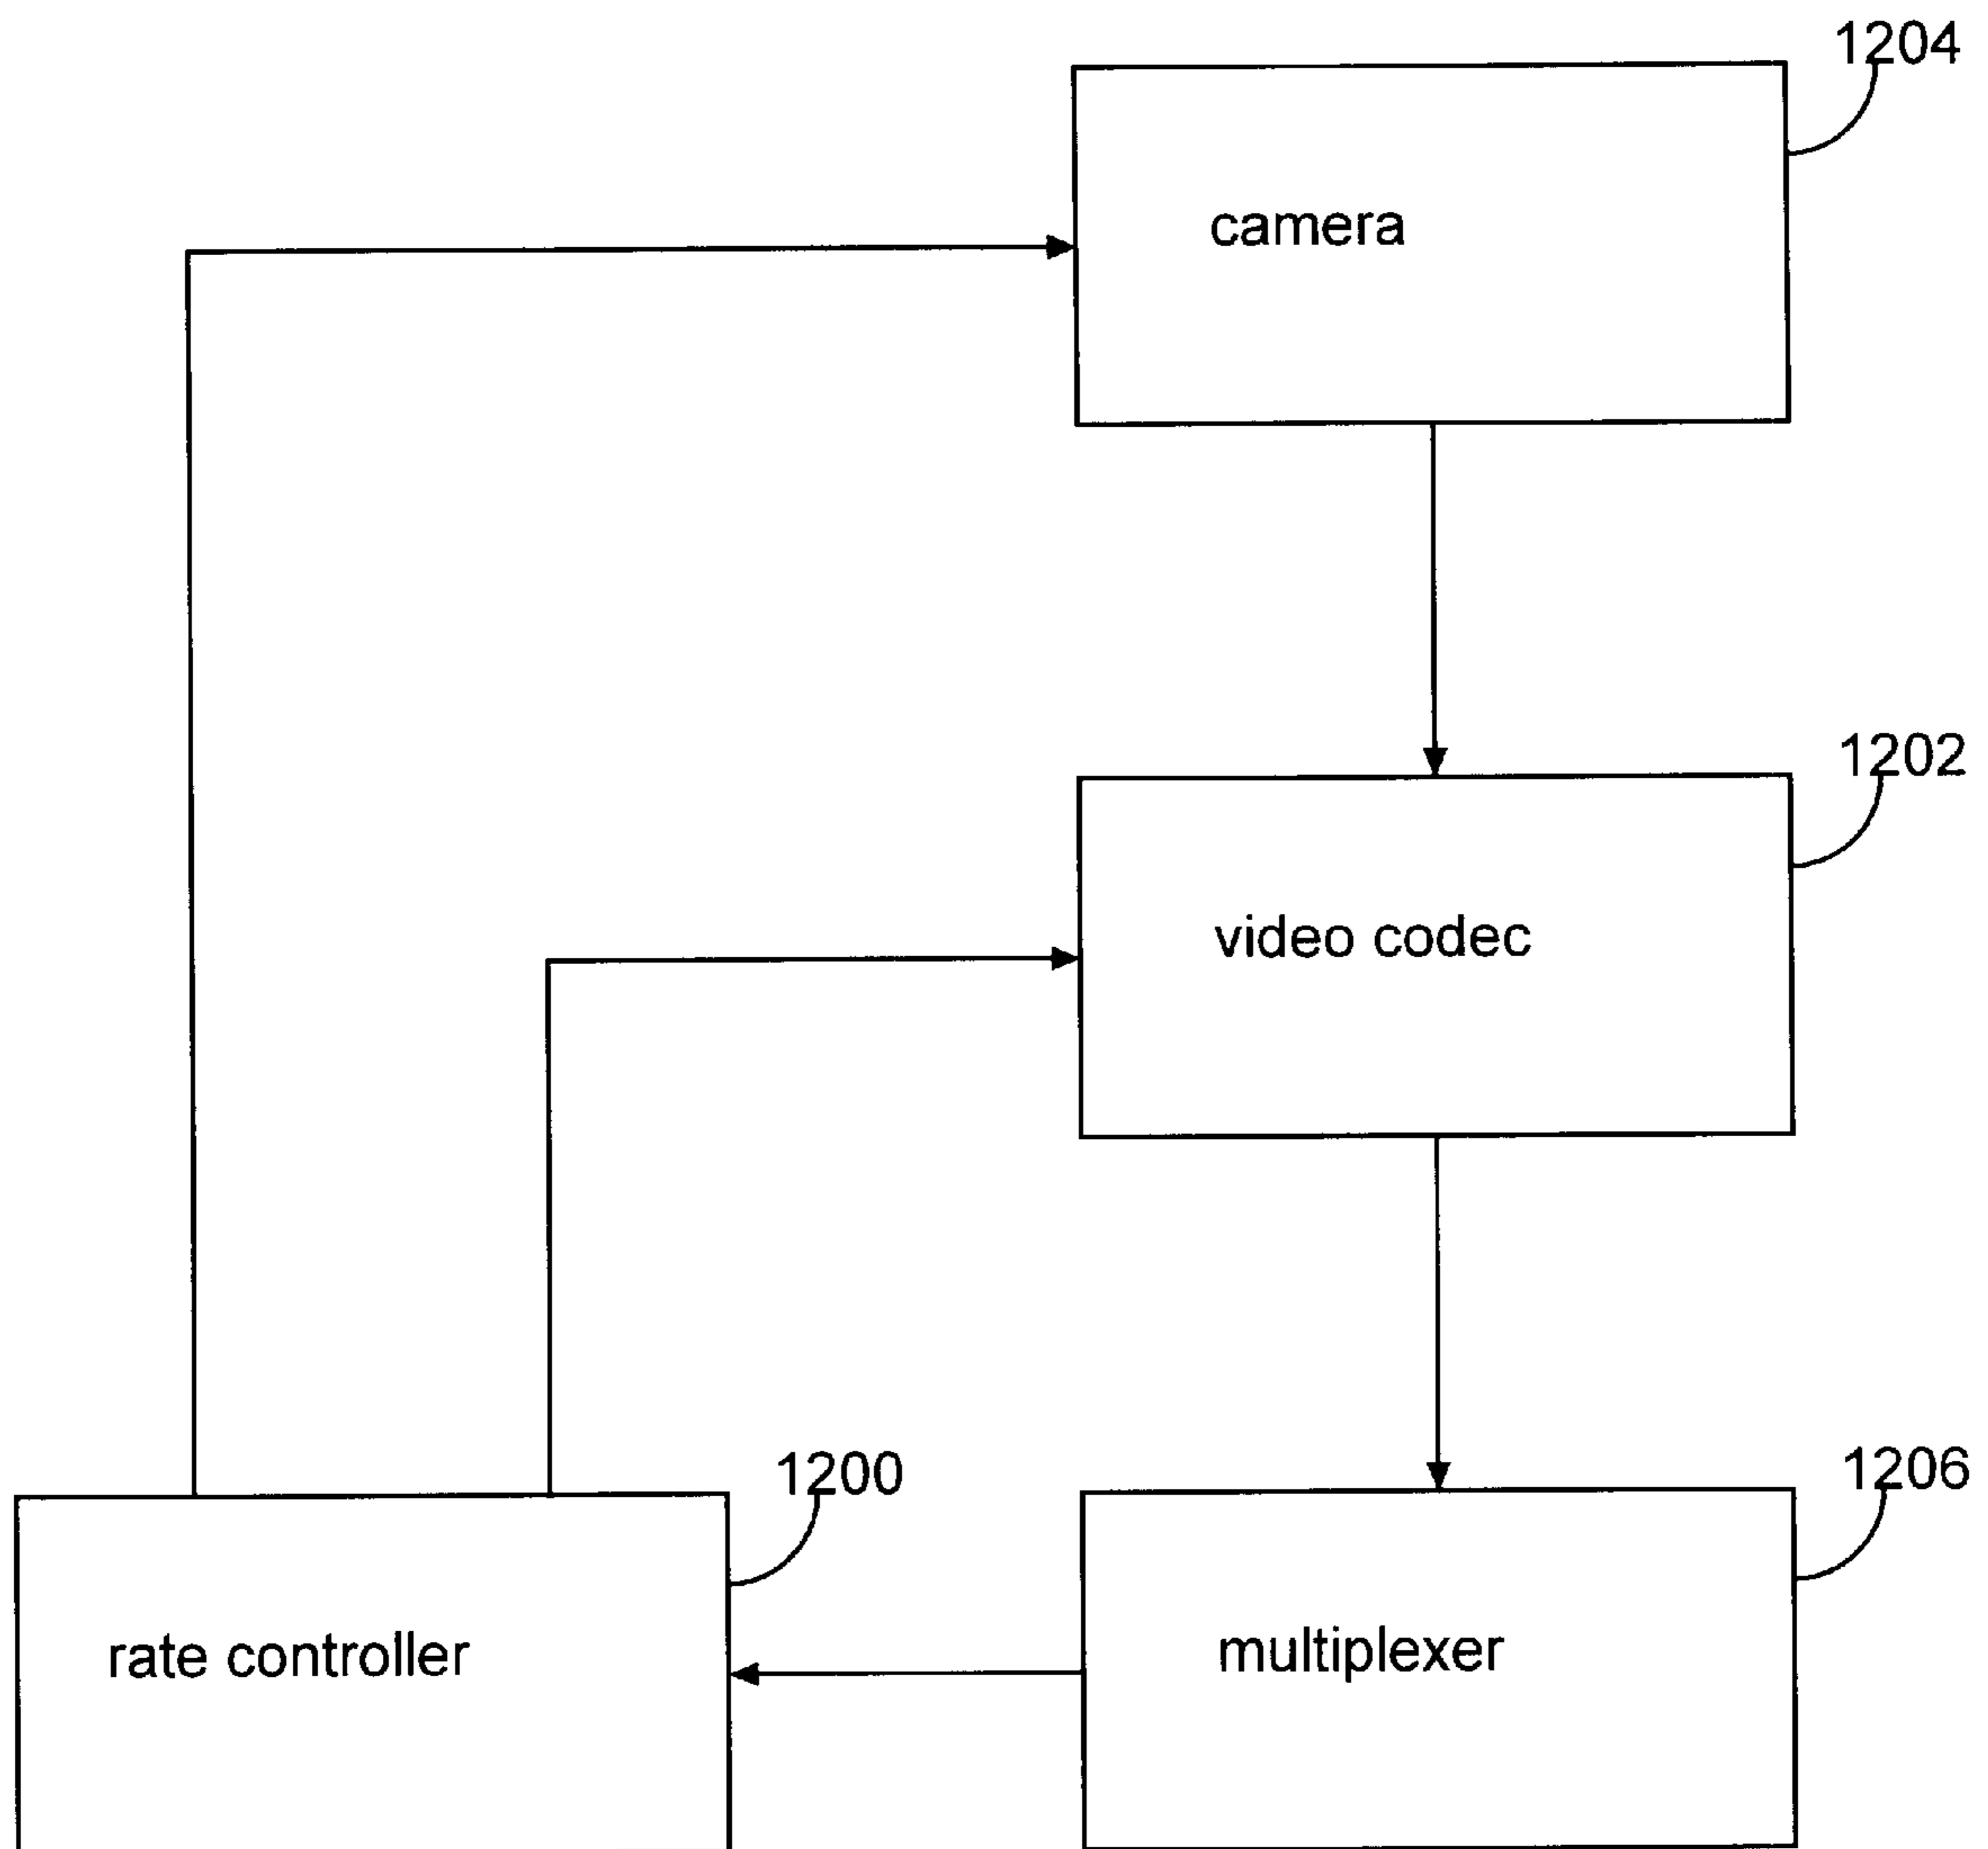 1204
camera
1202
video codec
1200
1206
rate controller
multiplexer